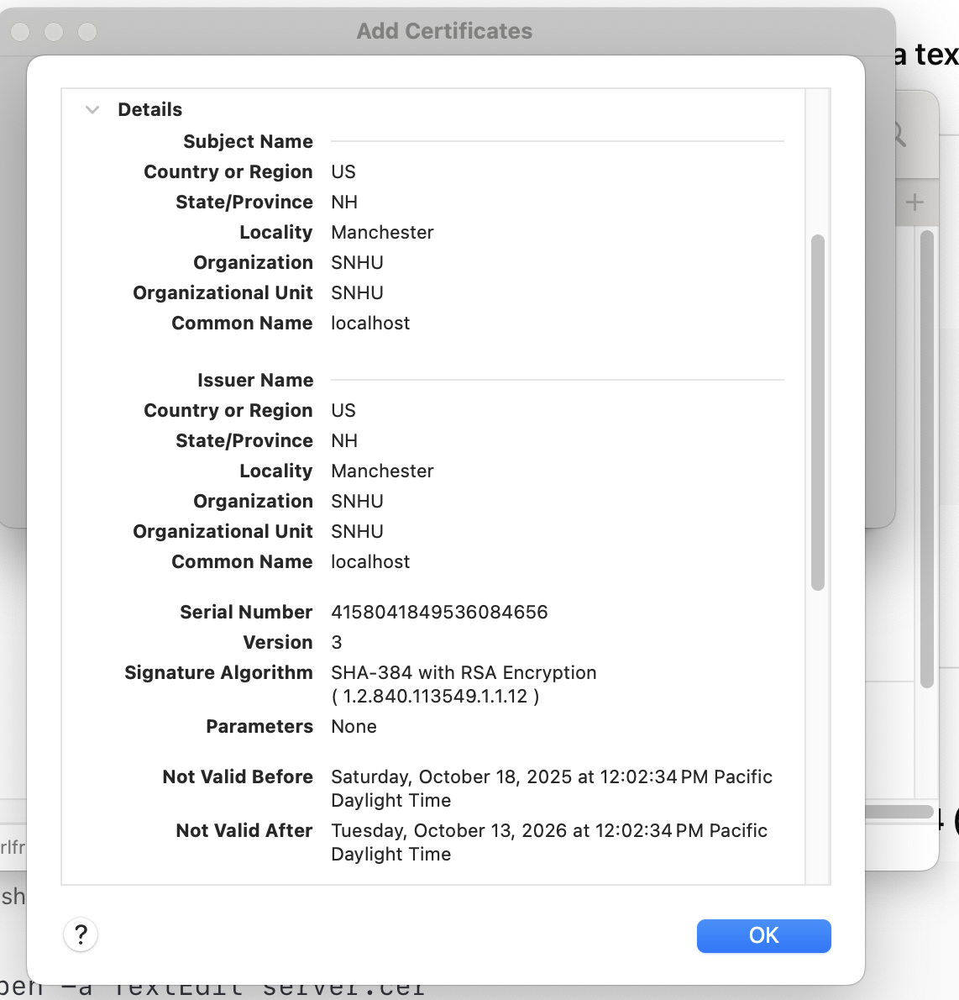 Add Certificates
a tex
Details
Subject Name
Country or Region US
State/Province NH
Locality Manchester
Organization SNHU
Organizational Unit SNHU
Common Name localhost
Issuer Name
Country or Region US
State/Province NH
Locality Manchester
Organization SNHU
Organizational Unit SNHU
Common Name localhost
Serial Number 4158041849536084656
Version 3
Signature Algorithm SHA-384 with RSA Encryption
( 1.2.840.113549.1.1.12 )
Parameters None
Not Valid Before Saturday, October 18, 2025 at 12:02:34 PM Pacific
Daylight Time
Not Valid After Tuesday, October 13, 2026 at 12:02:34 PM Pacific
Daylight Time
rlfr
sh
?
OK
pen -a TextEdit server.cer